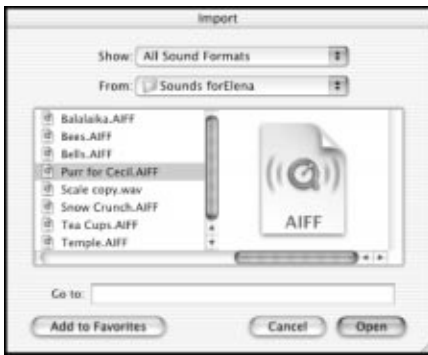 Import
Show: All Sound Formats
From: Sounds forElena
Balalaika.AIFF
Bees.AIFF
Bells.AIFF
Purr for Cecil.AIFF
Scale copy.wav
Snow Crunch.AIFF
Tea Cups.AIFF
Temple.AIFF
AIFF
Go to:
Add to Favorites Cancel Open